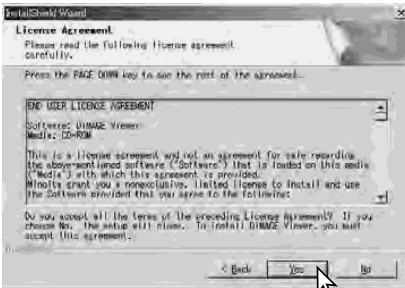 InstallShield Wizard
License Agreement
Please read the following license agreement
carefully.
Press the PAGE DOWN key to see the rest of the agreement.
END USER LICENSE AGREEMENT
Software: DiMAGE Viewer
Media: CD-ROM
This is a license agreement and not an agreement for sale regarding
the above-mentioned software ("Software") that is loaded on this media
("Media") with which this agreement is provided.
Minolta grant you a nonexclusive, limited license to install and use
the Software provided that you agree to the following:
Do you accept all the terms of the preceding License Agreement? If you
choose No, the setup will close. To install DiMAGE Viewer, you must
accept this agreement.
< Back Yes No